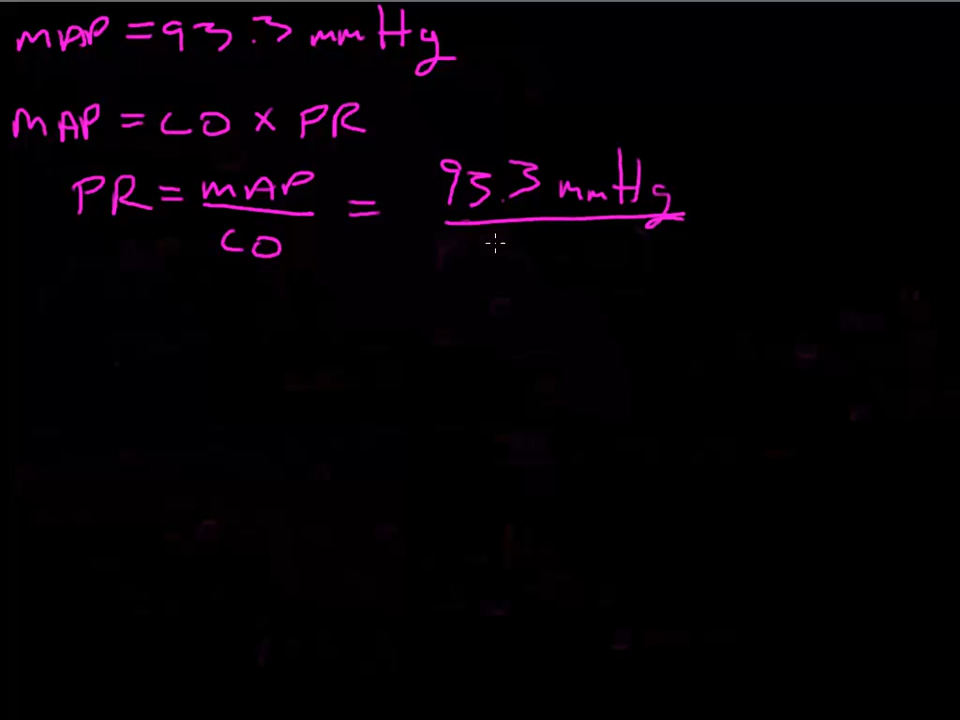 MAP = 93.3 mmHg
MAP = CO × PR
PR = MAP / CO = 93.3 mmHg